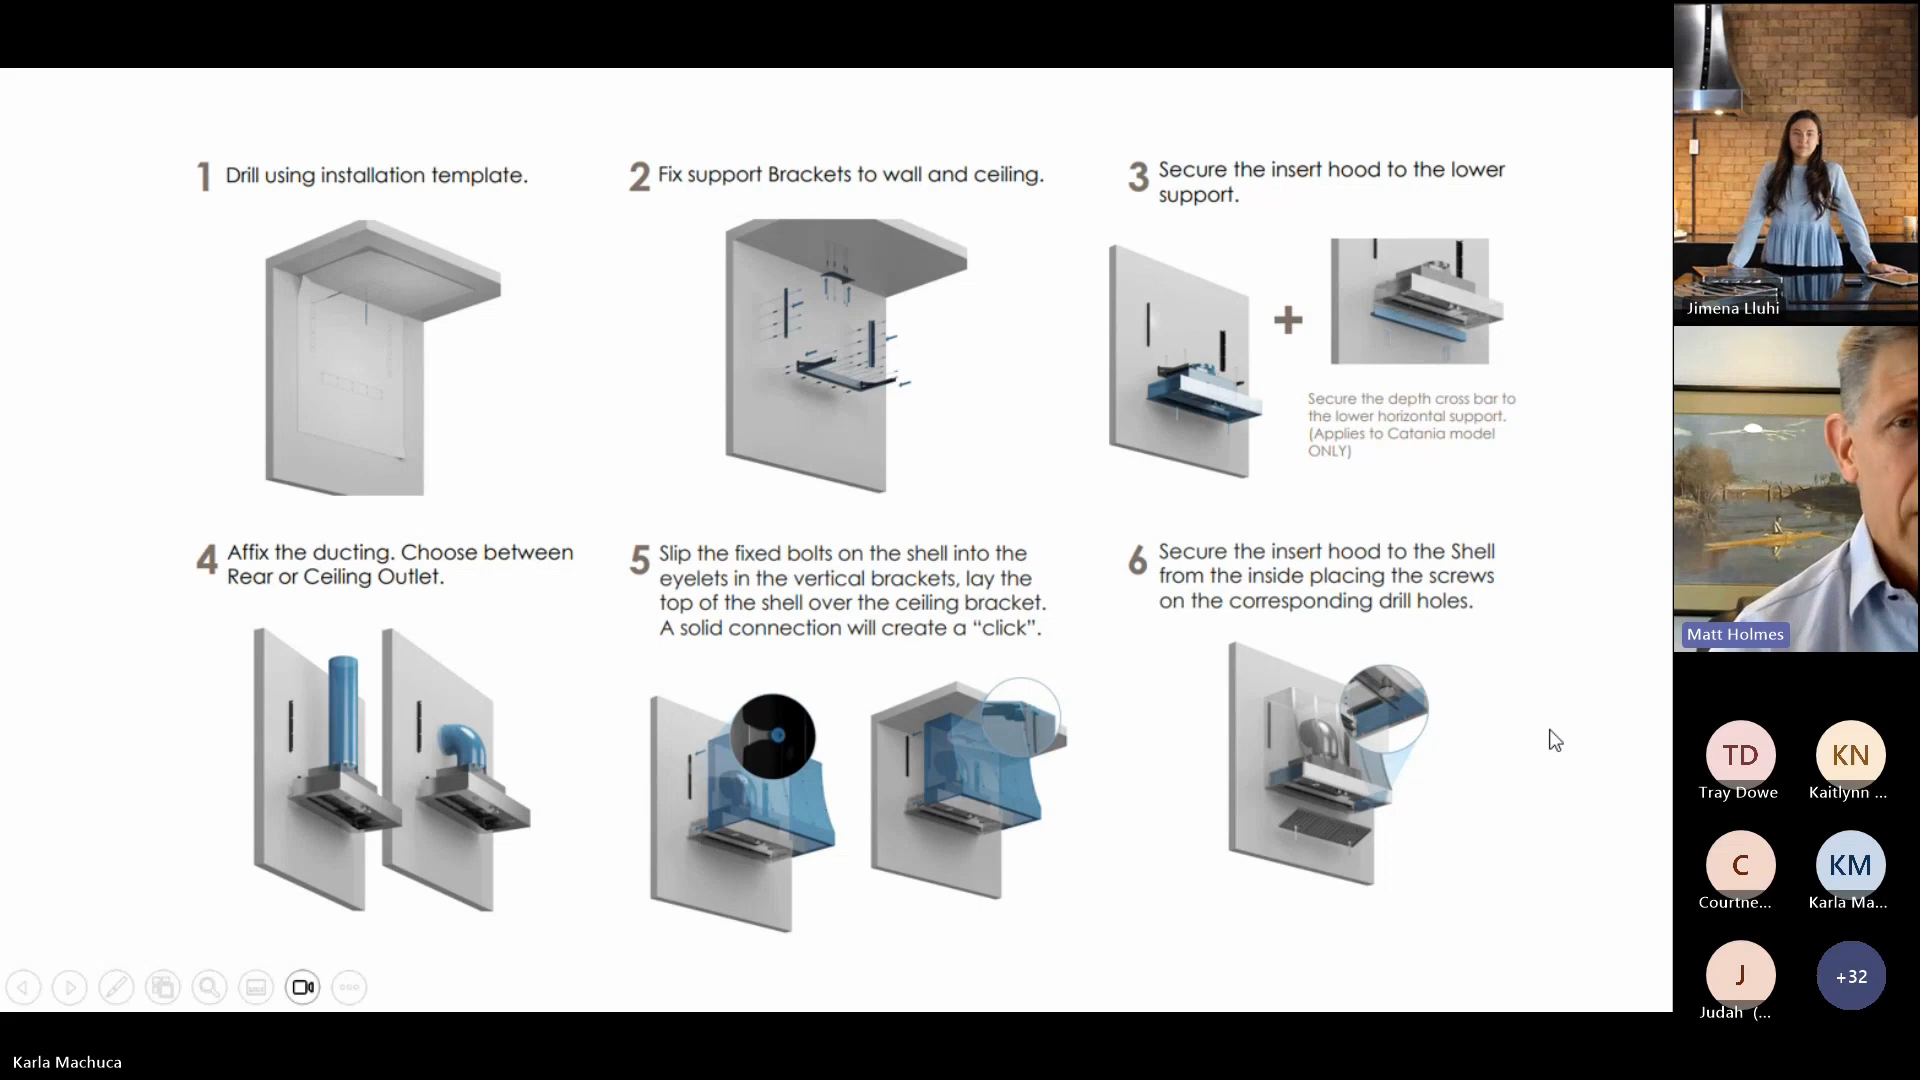 1 Drill using installation template.
2 Fix support Brackets to wall and ceiling.
3 Secure the insert hood to the lower
support.
Secure the depth cross bar to
the lower horizontal support.
(Applies to Catania model
ONLY)
4 Affix the ducting. Choose between
Rear or Ceiling Outlet.
5 Slip the fixed bolts on the shell into the
eyelets in the vertical brackets, lay the
top of the shell over the ceiling bracket.
A solid connection will create a “click”.
6 Secure the insert hood to the Shell
from the inside placing the screws
on the corresponding drill holes.
Jimena Lluhi
Matt Holmes
TD
Tray Dowe
KN
Kaitlynn ...
C
Courtne...
KM
Karla Ma...
J
Judah (...
+32
Karla Machuca